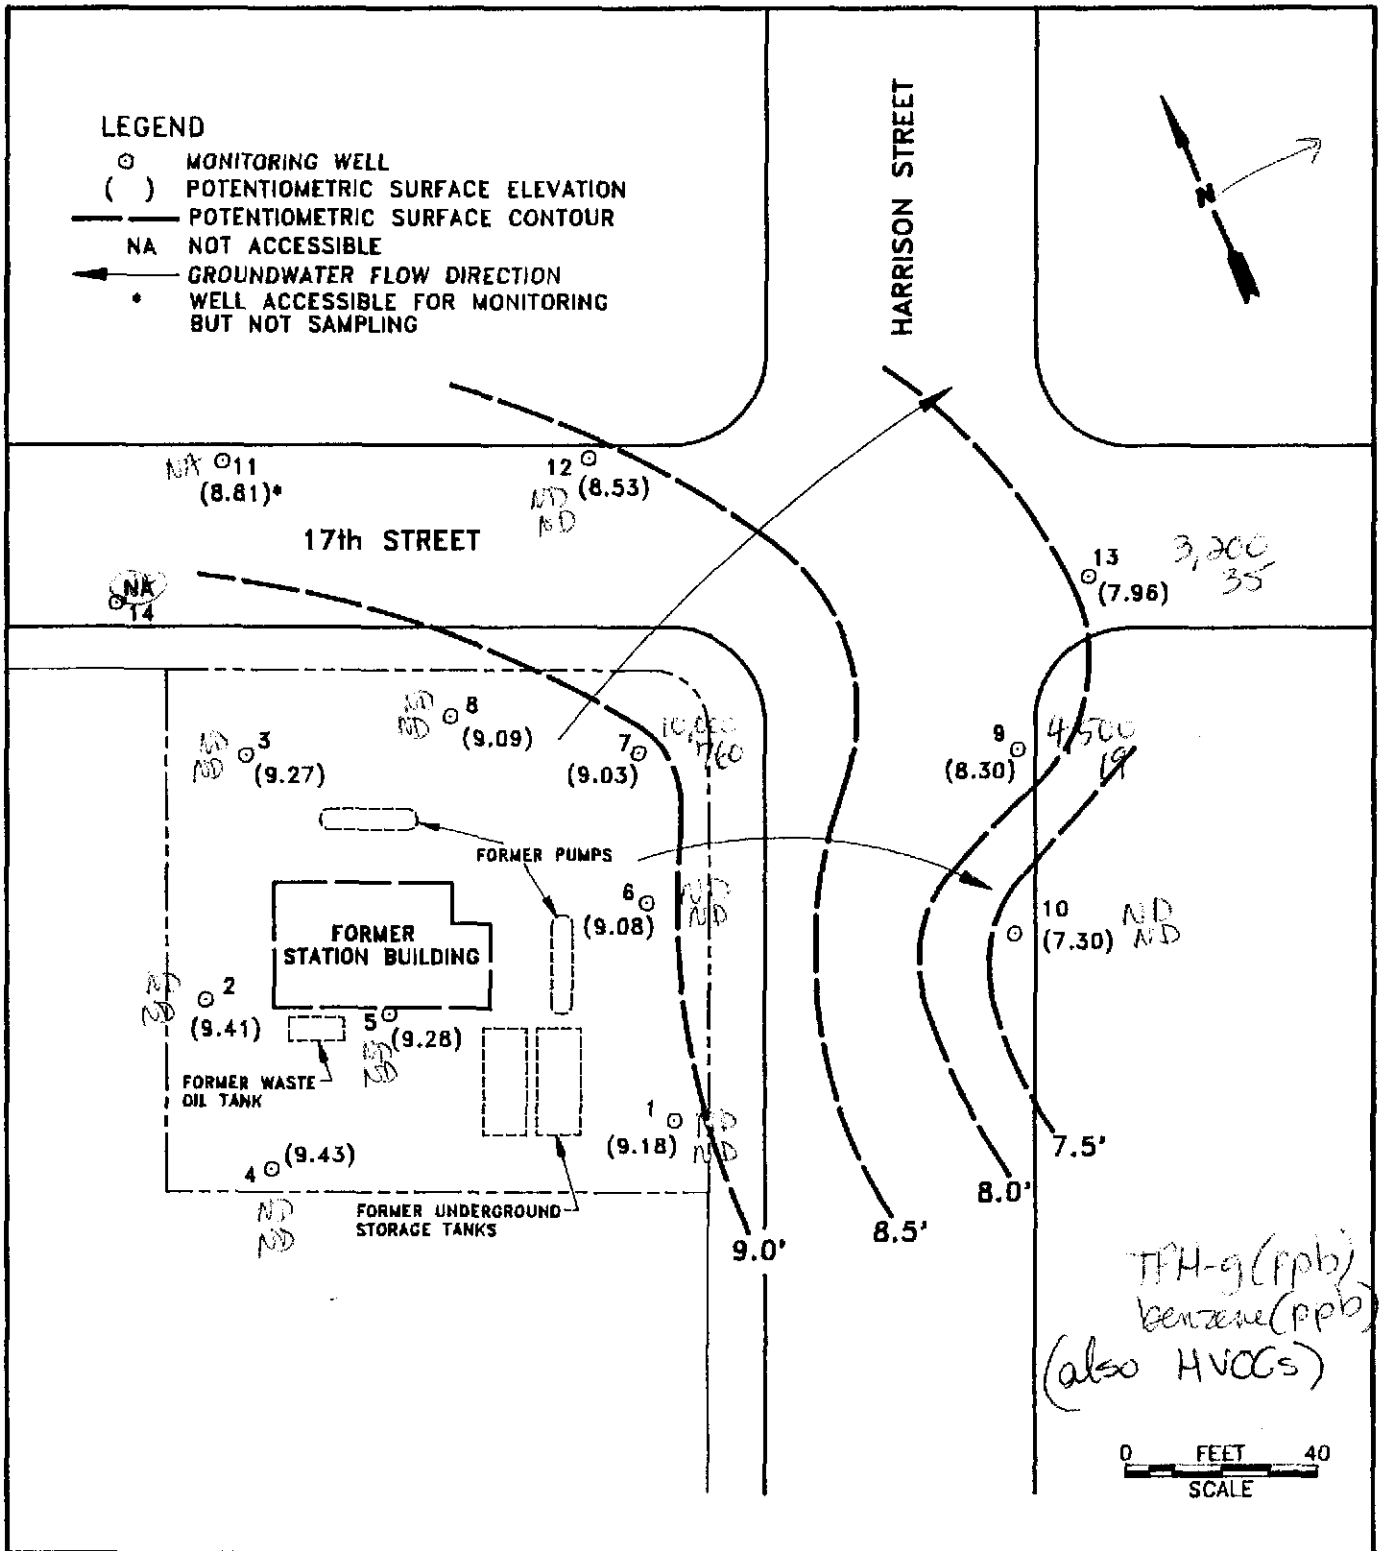 LEGEND
MONITORING WELL
( ) POTENTIOMETRIC SURFACE ELEVATION
POTENTIOMETRIC SURFACE CONTOUR
NA NOT ACCESSIBLE
GROUNDWATER FLOW DIRECTION
* WELL ACCESSIBLE FOR MONITORING
BUT NOT SAMPLING
HARRISON STREET
N
NA 11
(8.81)*
12
(8.53)
ND
ND
17th STREET
NA
14
13
(7.96)
3,200
35
ND
ND
8
(9.09)
ND
ND
3
(9.27)
7
(9.03)
9
(8.30)
4,500
19
FORMER PUMPS
6
(9.08)
ND
ND
10
(7.30)
ND
ND
FORMER
STATION BUILDING
ND
ND
2
(9.41)
5
(9.28)
ND
ND
FORMER WASTE
OIL TANK
1
(9.18)
ND
ND
4
(9.43)
ND
ND
FORMER UNDERGROUND
STORAGE TANKS
9.0'
8.5'
8.0'
7.5'
TPH-g (ppb)
benzene (ppb)
(also HVOCs)
0 FEET 40
SCALE